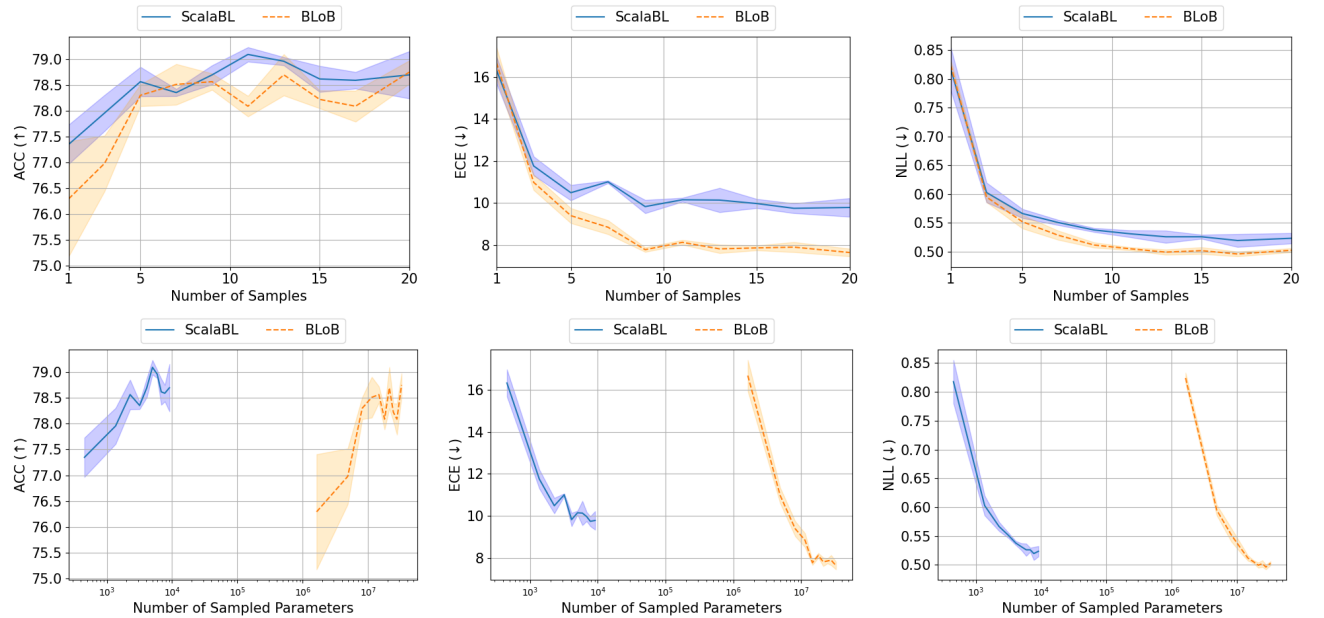 ScalaBL BLoB
ScalaBL BLoB
ScalaBL BLoB
ACC (↑)
79.0
78.5
78.0
77.5
77.0
76.5
76.0
75.5
75.0
1 5 10 15 20
Number of Samples
ECE (↓)
16
14
12
10
8
1 5 10 15 20
Number of Samples
NLL (↓)
0.85
0.80
0.75
0.70
0.65
0.60
0.55
0.50
1 5 10 15 20
Number of Samples
ScalaBL BLoB
ScalaBL BLoB
ScalaBL BLoB
ACC (↑)
79.0
78.5
78.0
77.5
77.0
76.5
76.0
75.5
75.0
10³ 10⁴ 10⁵ 10⁶ 10⁷
Number of Sampled Parameters
ECE (↓)
16
14
12
10
8
10³ 10⁴ 10⁵ 10⁶ 10⁷
Number of Sampled Parameters
NLL (↓)
0.85
0.80
0.75
0.70
0.65
0.60
0.55
0.50
10³ 10⁴ 10⁵ 10⁶ 10⁷
Number of Sampled Parameters